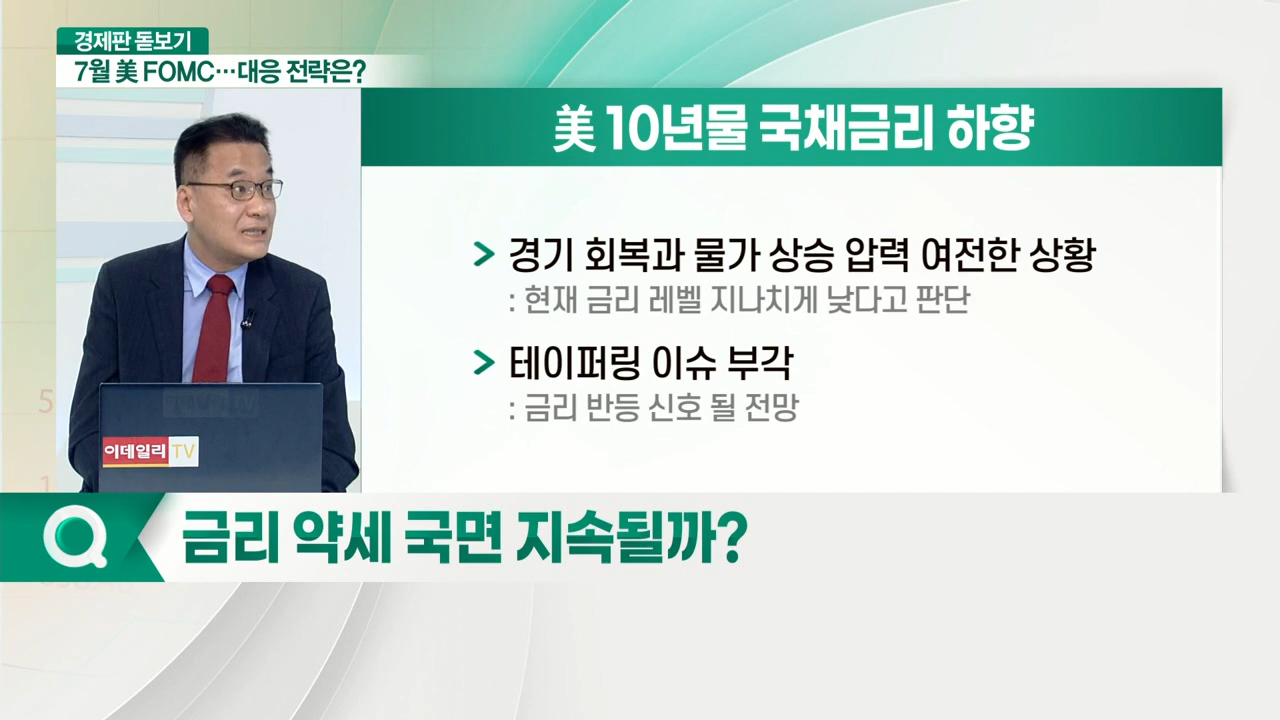 경제판 돋보기
7월 美 FOMC…대응 전략은?
美 10년물 국채금리 하향
> 경기 회복과 물가 상승 압력 여전한 상황
: 현재 금리 레벨 지나치게 낮다고 판단
> 테이퍼링 이슈 부각
: 금리 반등 신호 될 전망
이데일리 TV
Q 금리 약세 국면 지속될까?